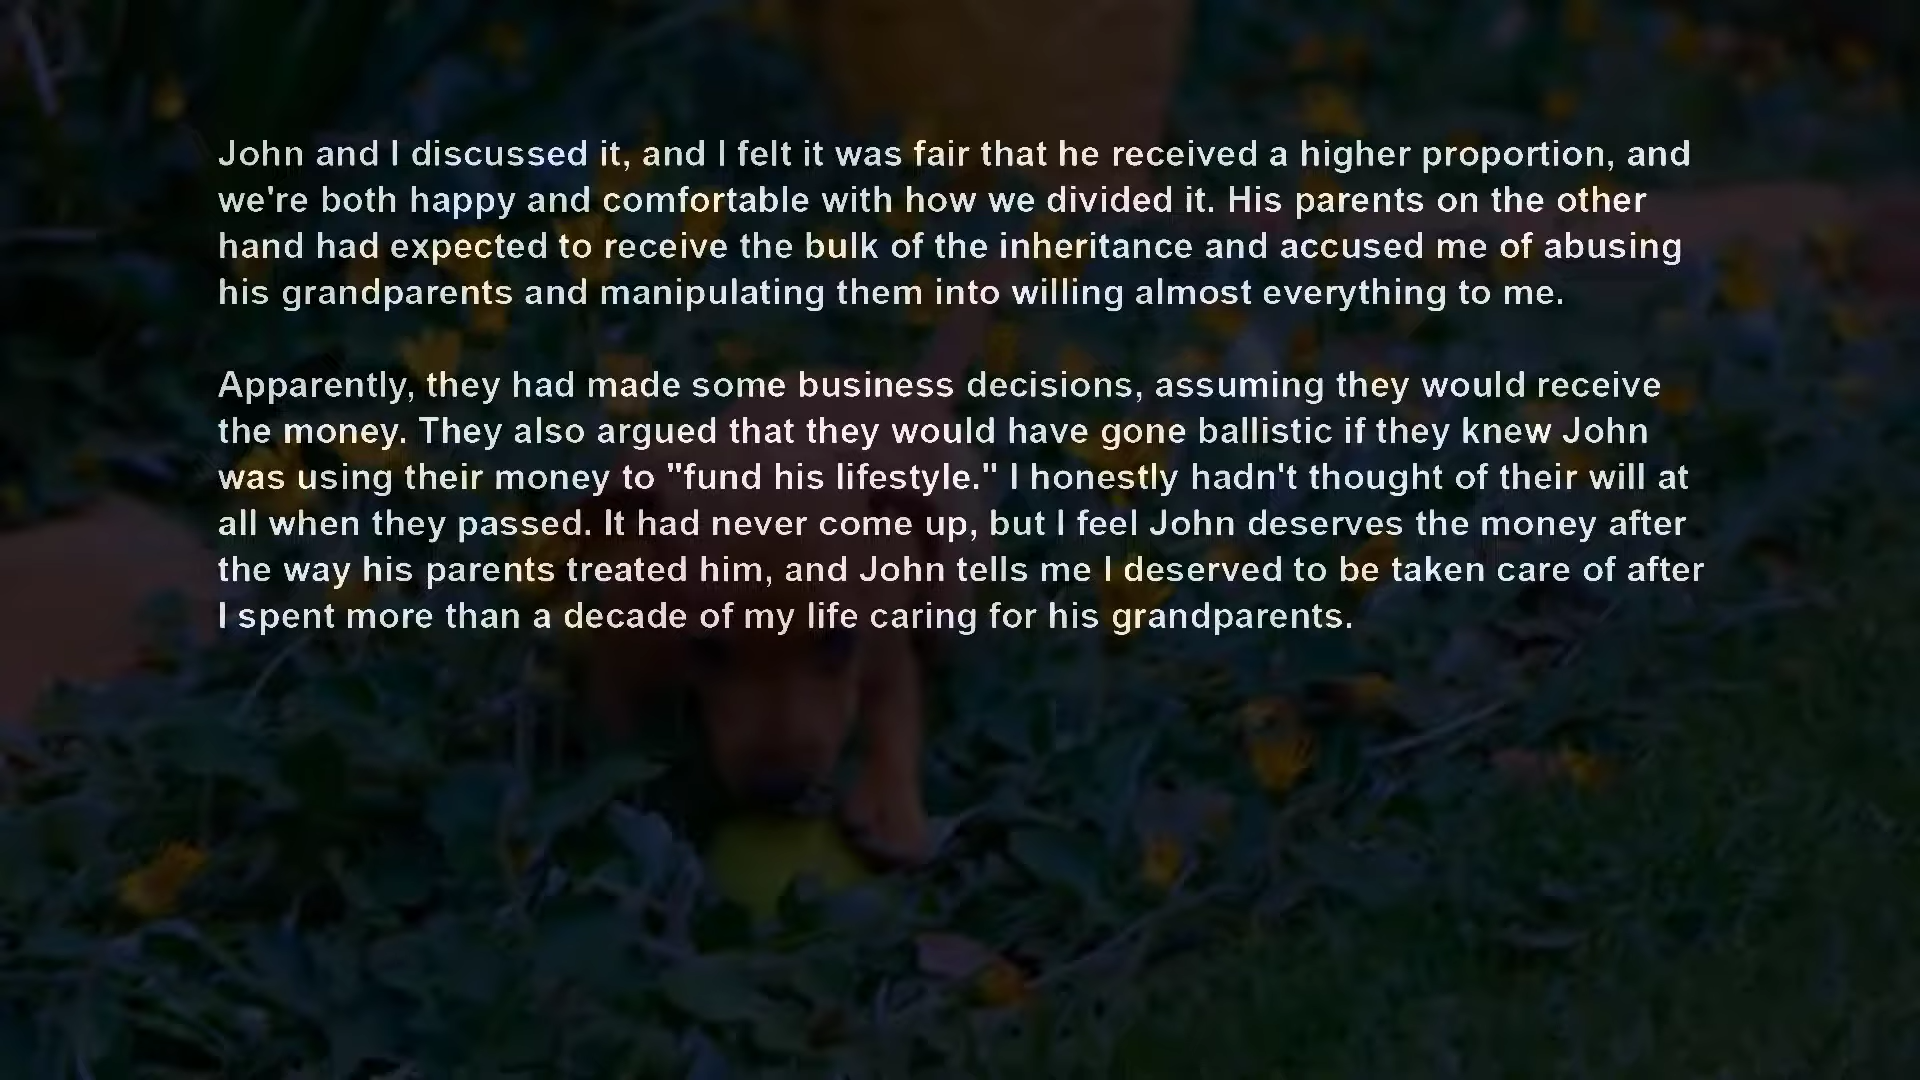 John and I discussed it, and I felt it was fair that he received a higher proportion, and
we're both happy and comfortable with how we divided it. His parents on the other
hand had expected to receive the bulk of the inheritance and accused me of abusing
his grandparents and manipulating them into willing almost everything to me.
Apparently, they had made some business decisions, assuming they would receive
the money. They also argued that they would have gone ballistic if they knew John
was using their money to "fund his lifestyle." I honestly hadn't thought of their will at
all when they passed. It had never come up, but I feel John deserves the money after
the way his parents treated him, and John tells me I deserved to be taken care of after
I spent more than a decade of my life caring for his grandparents.